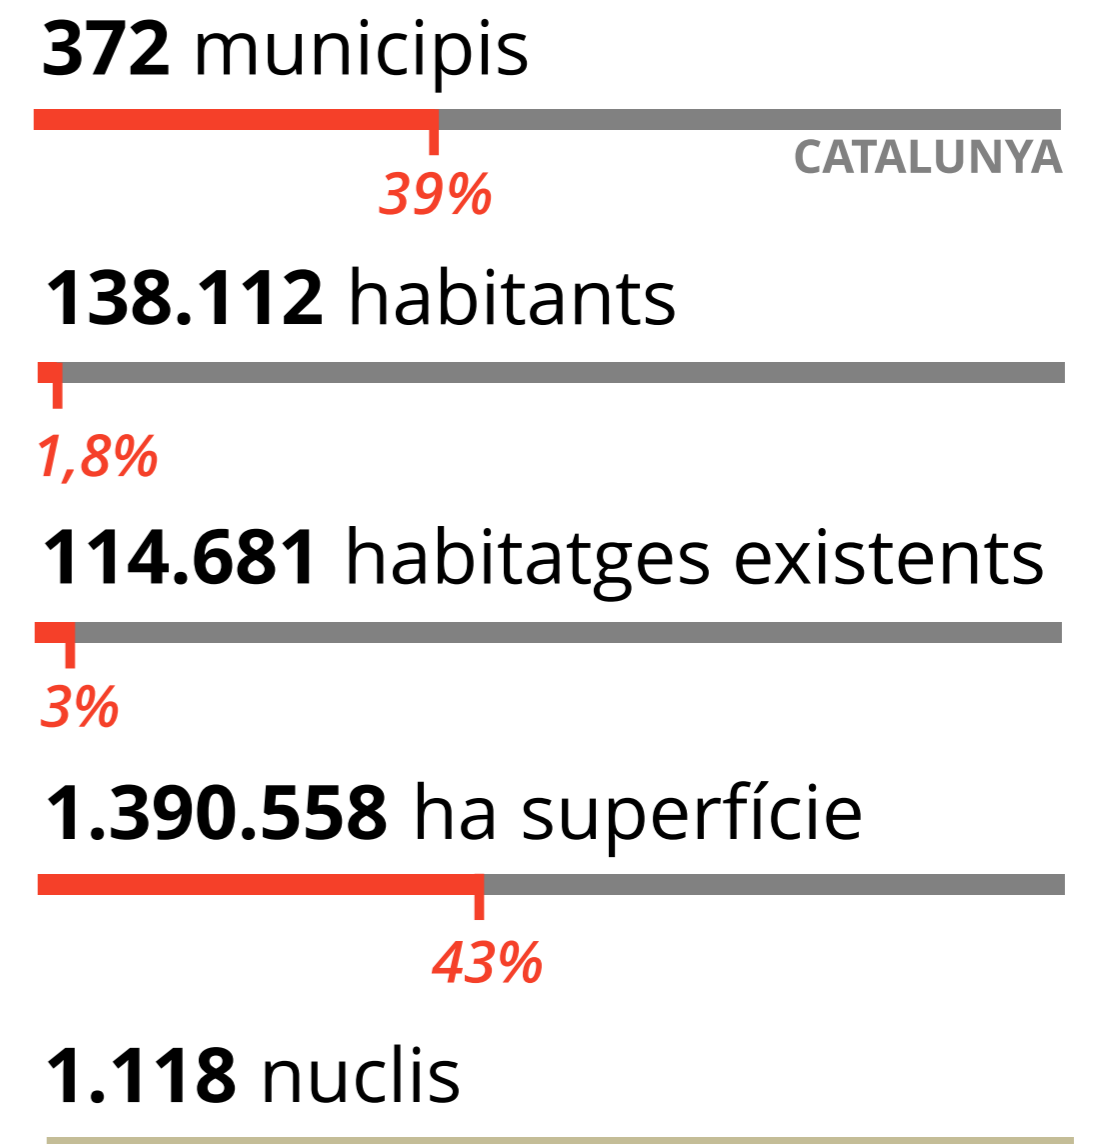 372 municipis
CATALUNYA
39%
138.112 habitants
1,8%
114.681 habitatges existents
3%
1.390.558 ha superfície
43%
1.118 nuclis